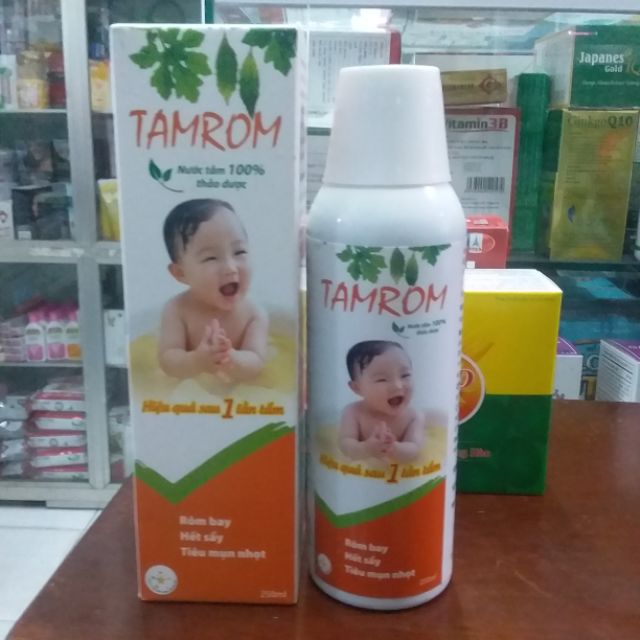 TAMROM
Nước tắm 100%
thảo dược
Hiệu quả sau 1 lần tắm
Rôm bay
Hết sẩy
Tiêu mụn nhọt
250ml
TAMROM
Nước tắm 100%
thảo dược
Hiệu quả sau 1 lần tắm
Rôm bay
Hết sẩy
Tiêu mụn nhọt
itamin3B
Japanes
Gold
GinkgoQ10